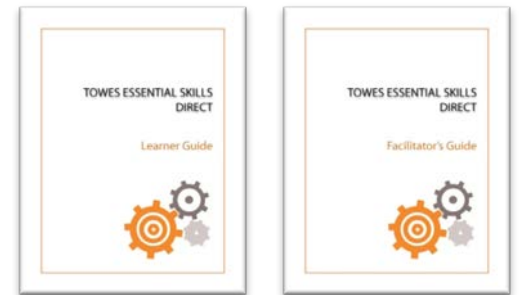 TOWES ESSENTIAL SKILLS
DIRECT
Learner Guide
TOWES ESSENTIAL SKILLS
DIRECT
Facilitator's Guide